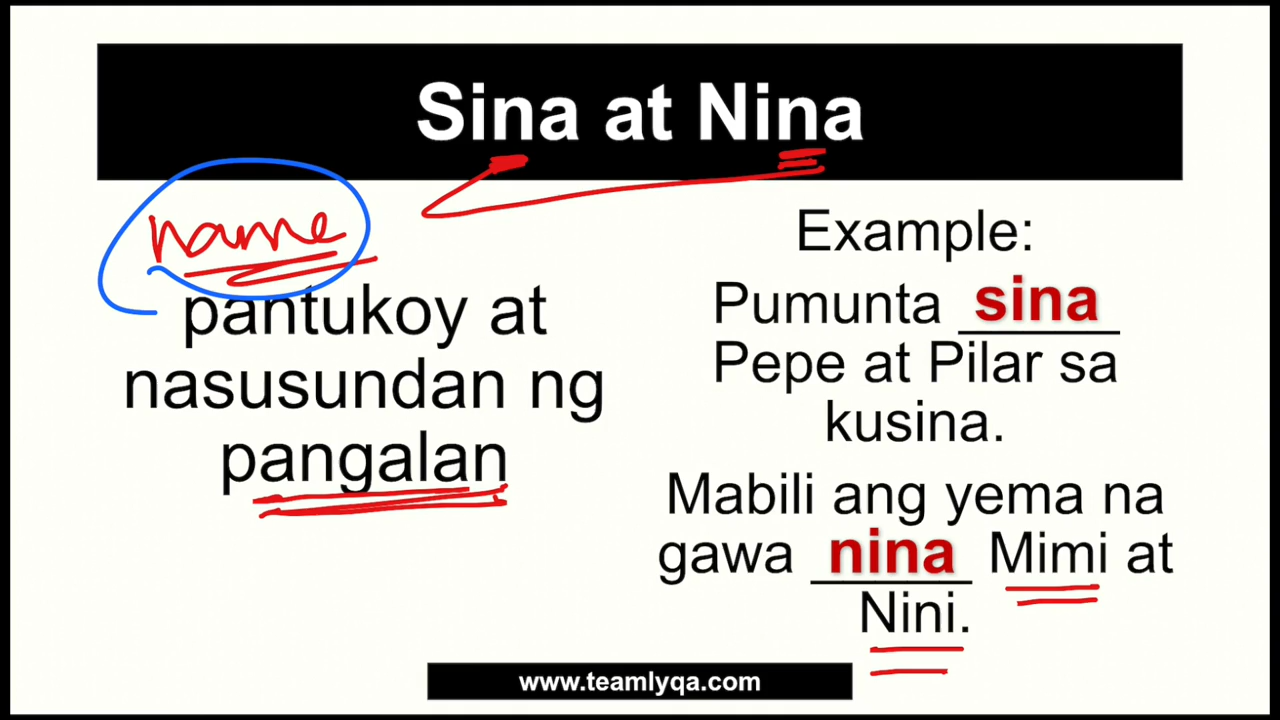 Sina at Nina
name
pantukoy at
nasusundan ng
pangalan
Example:
Pumunta sina
Pepe at Pilar sa
kusina.
Mabili ang yema na
gawa nina Mimi at
Nini.
www.teamlyqa.com